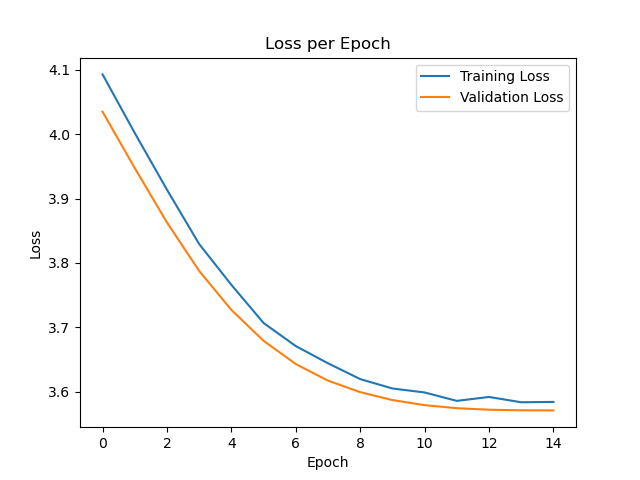 Loss per Epoch
Training Loss
Validation Loss
4.1
4.0
3.9
3.8
3.7
3.6
Loss
0 2 4 6 8 10 12 14
Epoch